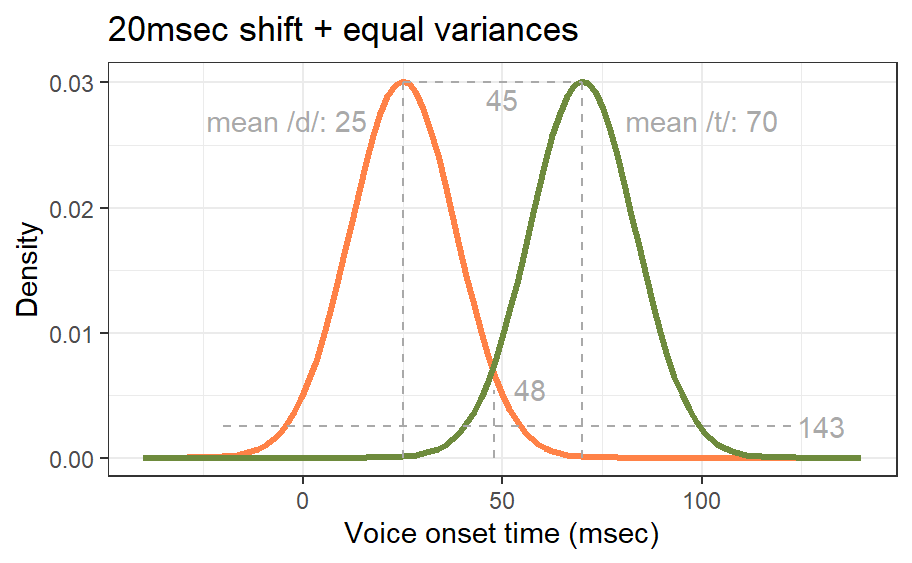 20msec shift + equal variances
0.03
45
mean /d/: 25
mean /t/: 70
0.02
Density
0.01
48
143
0.00
0
50
100
Voice onset time (msec)